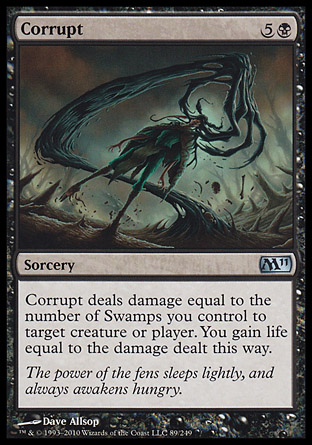 Corrupt 5
Sorcery M11
Corrupt deals damage equal to the
number of Swamps you control to
target creature or player. You gain life
equal to the damage dealt this way.
The power of the fens sleeps lightly, and
always awakens hungry.
Dave Allsop
™ & © 1993–2010 Wizards of the Coast LLC 89/249